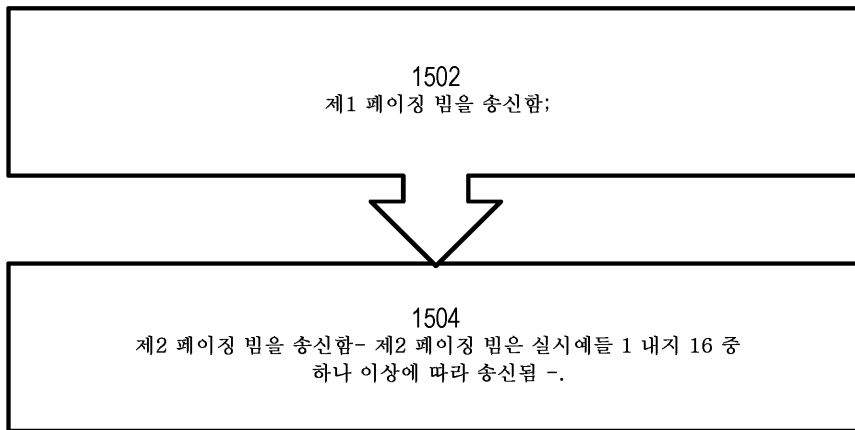 1502
제1 페이징 빔을 송신함;
1504
제2 페이징 빔을 송신함- 제2 페이징 빔은 실시예들 1 내지 16 중
하나 이상에 따라 송신됨 -.